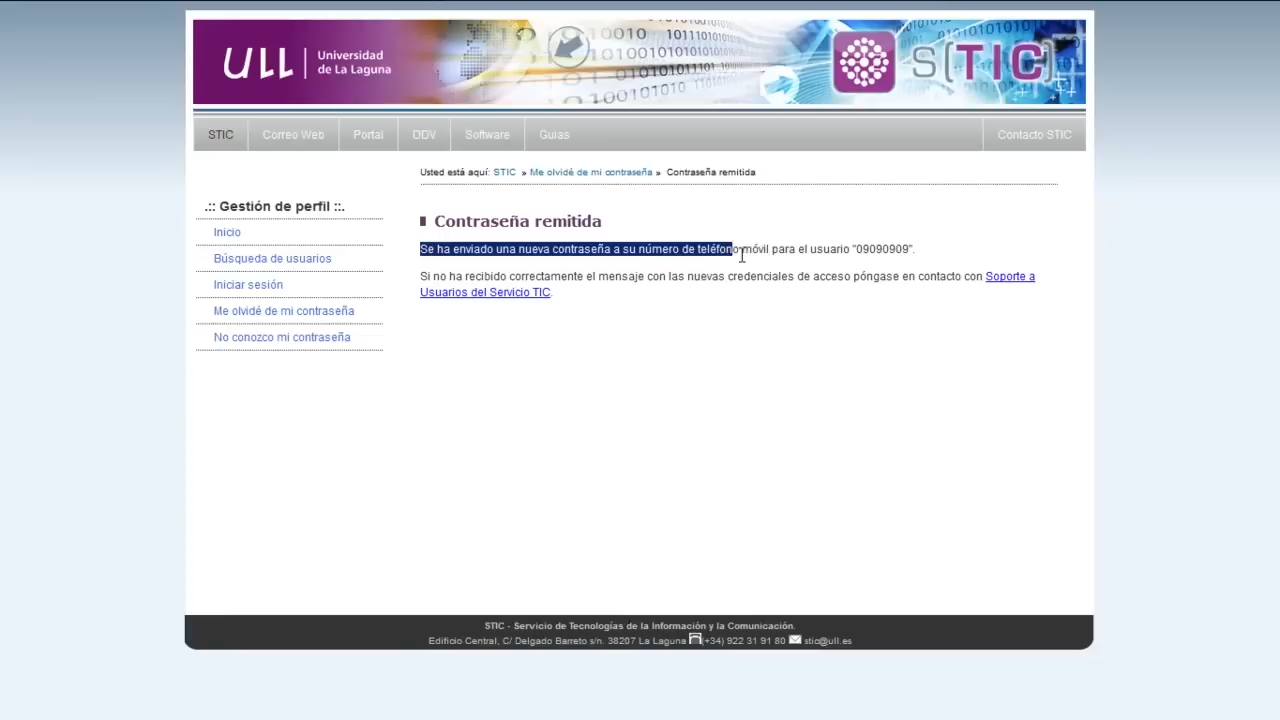 ULL
Universidad
de La Laguna
S[TIC]
STIC
Correo Web
Portal
DDV
Software
Guias
Contacto STIC
Usted está aquí: STIC » Me olvidé de mi contraseña » Contraseña remitida
.:: Gestión de perfil ::.
Inicio
Búsqueda de usuarios
Iniciar sesión
Me olvidé de mi contraseña
No conozco mi contraseña
Contraseña remitida
Se ha enviado una nueva contraseña a su número de teléfono móvil para el usuario "09090909".
Si no ha recibido correctamente el mensaje con las nuevas credenciales de acceso póngase en contacto con Soporte a
Usuarios del Servicio TIC.
STIC - Servicio de Tecnologías de la Información y la Comunicación.
Edificio Central, C/ Delgado Barreto s/n. 38207 La Laguna (+34) 922 31 91 80 stic@ull.es